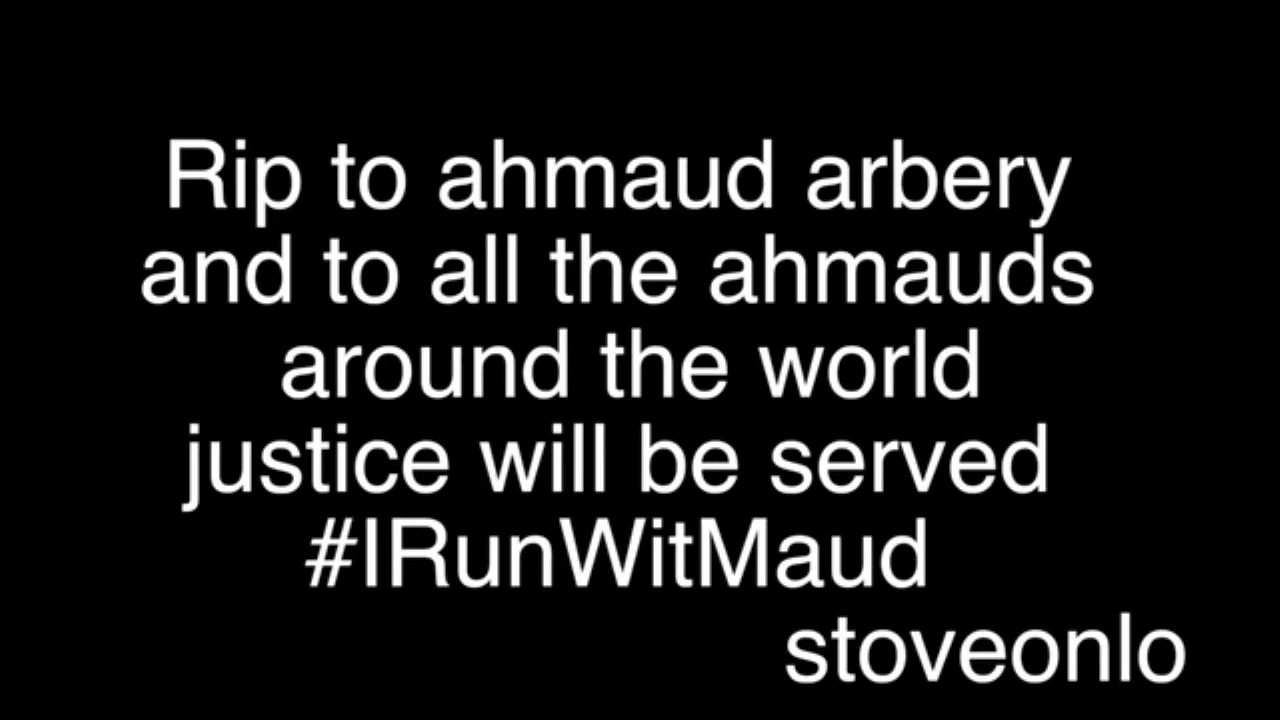 Rip to ahmaud arbery
and to all the ahmauds
around the world
justice will be served
#IRunWitMaud
stoveonlo